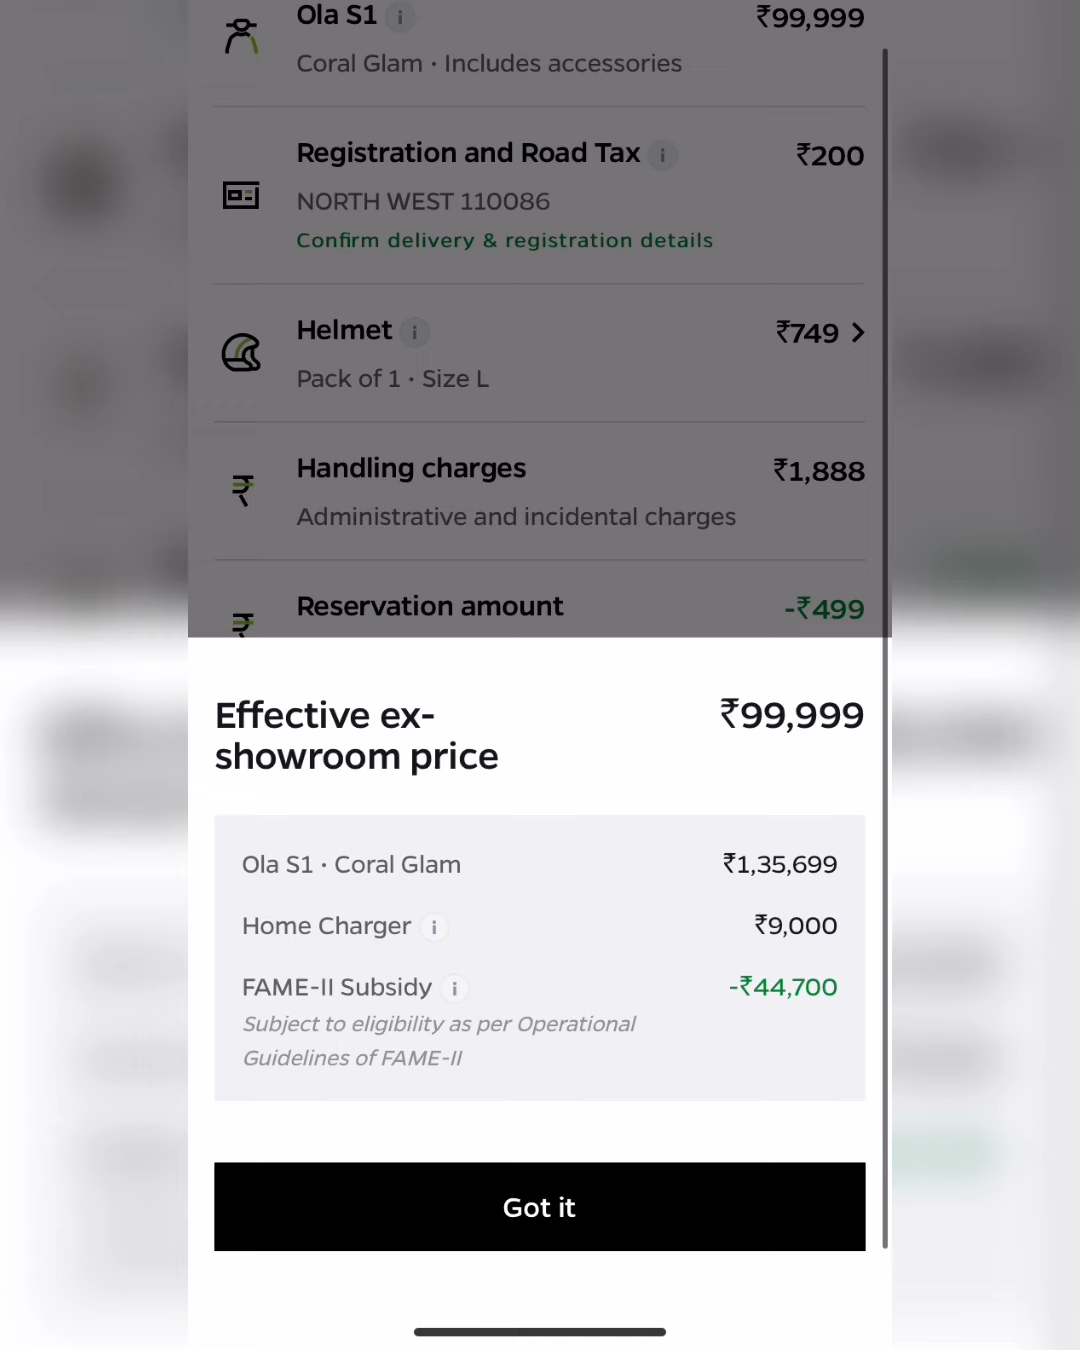 Ola S1 i ₹99,999
Coral Glam · Includes accessories
Registration and Road Tax i ₹200
NORTH WEST 110086
Confirm delivery & registration details
Helmet i ₹749
Pack of 1 · Size L
Handling charges ₹1,888
Administrative and incidental charges
Reservation amount -₹499
Effective ex-
showroom price ₹99,999
Ola S1 · Coral Glam ₹1,35,699
Home Charger i ₹9,000
FAME-II Subsidy i -₹44,700
Subject to eligibility as per Operational
Guidelines of FAME-II
Got it